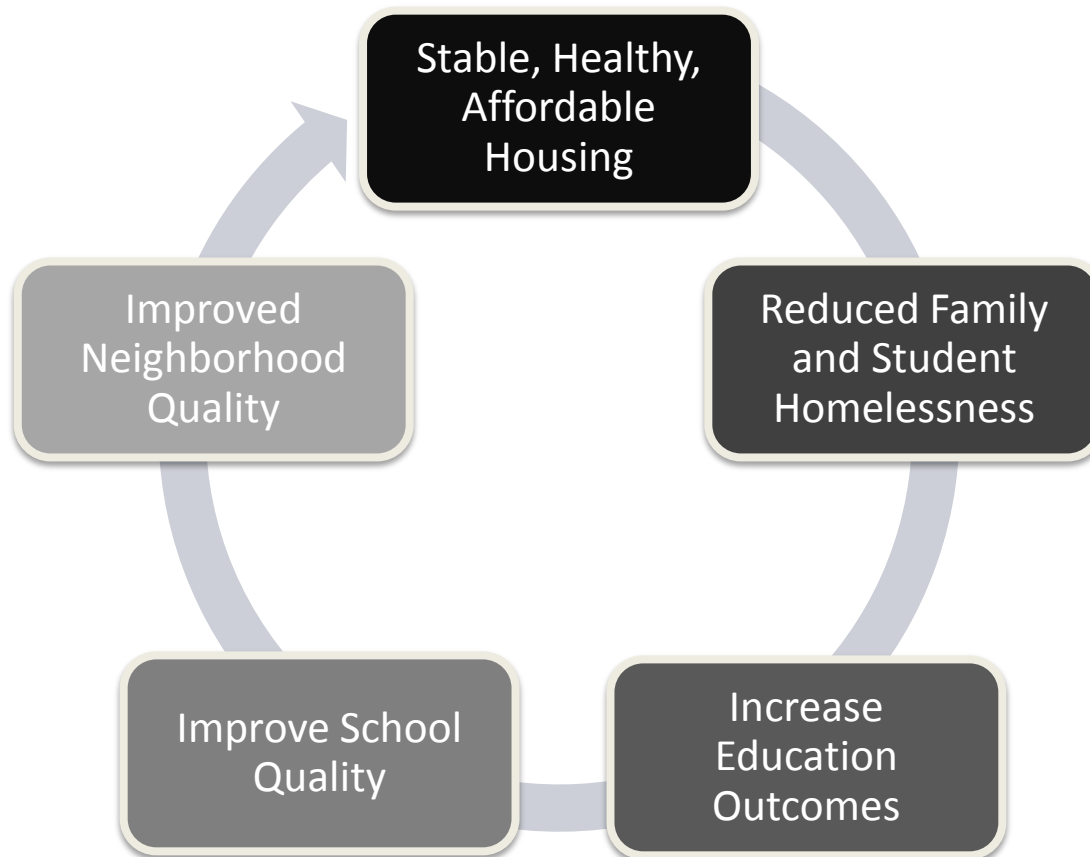 Stable, Healthy,
Affordable
Housing
Reduced Family
and Student
Homelessness
Increase
Education
Outcomes
Improve School
Quality
Improved
Neighborhood
Quality